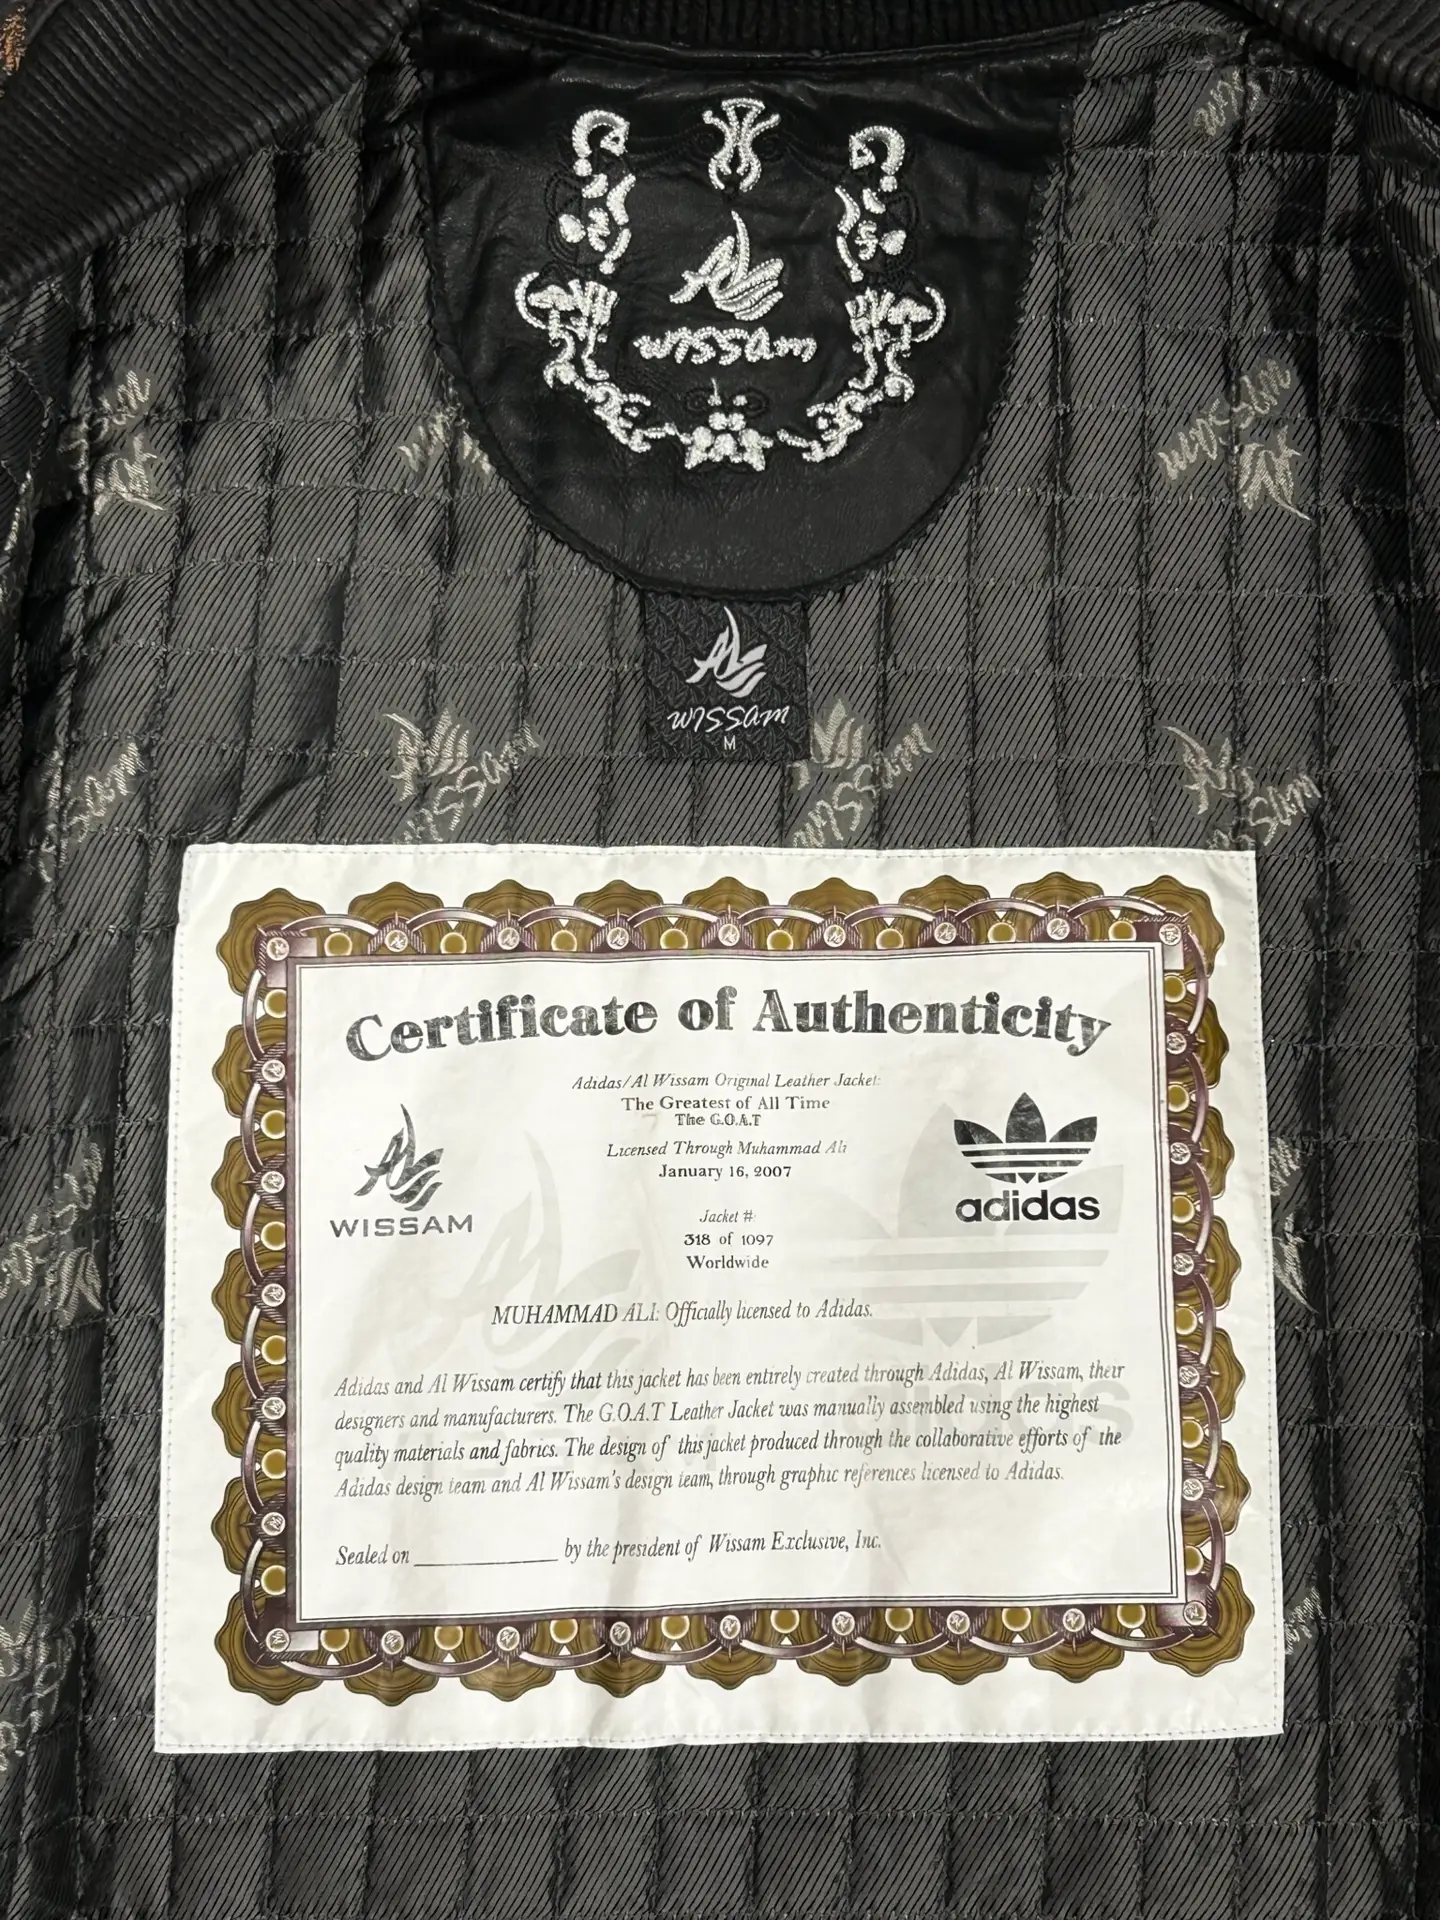 WISSam
WISSam
M
Certificate of Authenticity
Adidas/Al Wissam Original Leather Jacket:
The Greatest of All Time
The G.O.A.T
Licensed Through Muhammad Ali
January 16, 2007
WISSAM
adidas
Jacket #:
318 of 1097
Worldwide
MUHAMMAD ALI: Officially licensed to Adidas.
Adidas and Al Wissam certify that this jacket has been entirely created through Adidas, Al Wissam, their
designers and manufacturers. The G.O.A.T Leather Jacket was manually assembled using the highest
quality materials and fabrics. The design of this jacket produced through the collaborative efforts of the
Adidas design team and Al Wissam's design team, through graphic references licensed to Adidas.
Sealed on ______________ by the president of Wissam Exclusive, Inc.